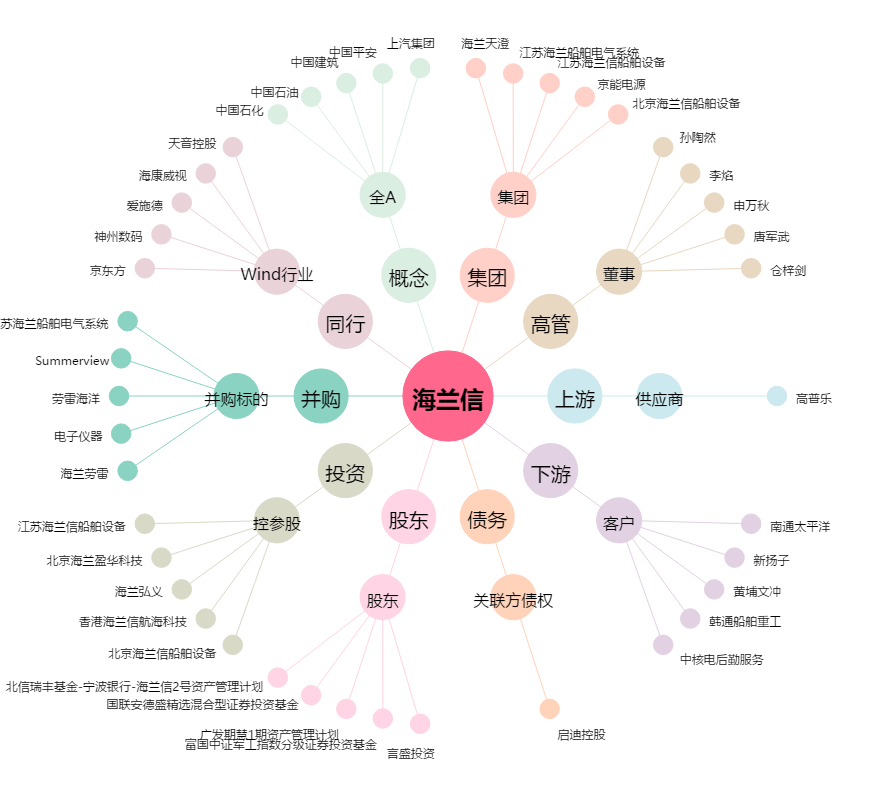 上汽集团
中国平安
中国建筑
中国石油
中国石化
全A
概念
海兰天澄
江苏海兰船舶电气系统
江苏海兰信船舶设备
京能电源
北京海兰信船舶设备
集团
集团
孙陶然
李焰
申万秋
唐军武
仓梓剑
董事
高管
天音控股
海康威视
爱施德
神州数码
京东方
Wind行业
同行
苏海兰船舶电气系统
Summerview
劳雷海洋
电子仪器
海兰劳雷
并购标的
并购
海兰信
上游
供应商
高普乐
投资
控参股
江苏海兰信船舶设备
北京海兰盈华科技
海兰弘义
香港海兰信航海科技
北京海兰信船舶设备
下游
客户
南通太平洋
新扬子
黄埔文冲
韩通船舶重工
中核电后勤服务
股东
股东
北信瑞丰基金-宁波银行-海兰信2号资产管理计划
国联安德盛精选混合型证券投资基金
广发期慧1期资产管理计划
富国中证军工指数分级证券投资基金
言盛投资
债务
关联方债权
启迪控股